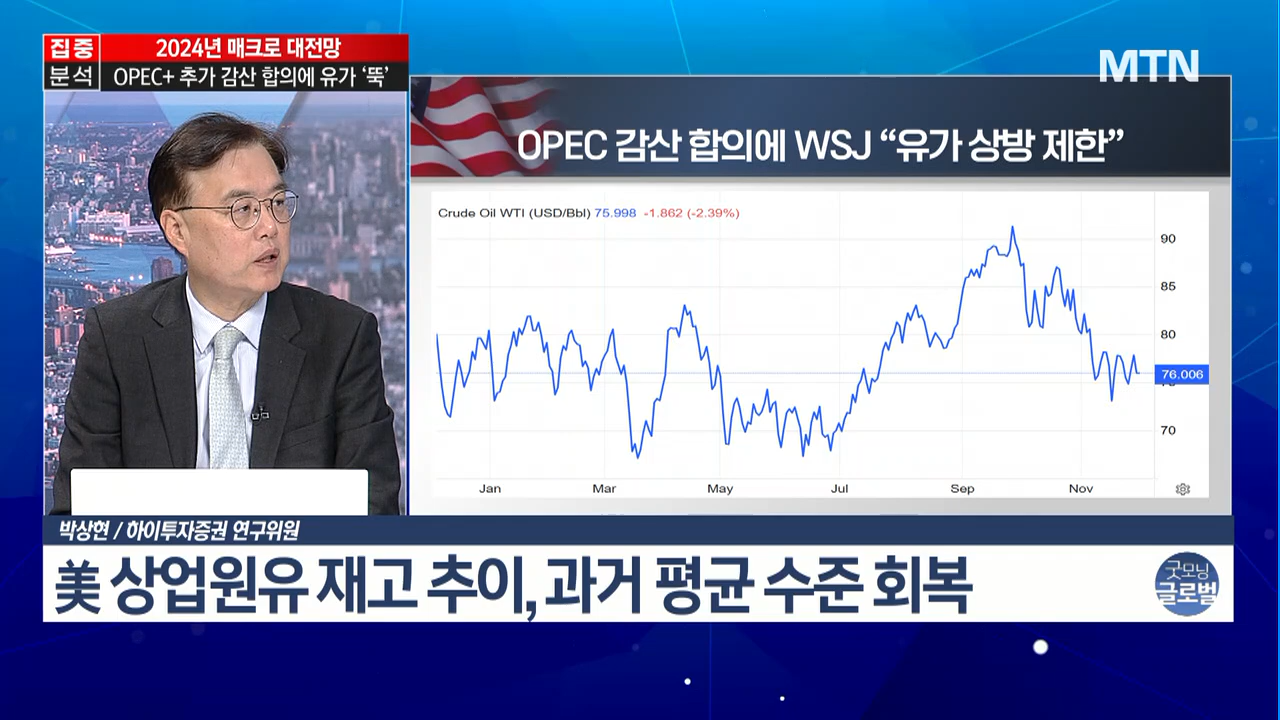 집중
분석
2024년 매크로 대전망
OPEC+ 추가 감산 합의에 유가 ‘뚝’
MTN
OPEC 감산 합의에 WSJ “유가 상방 제한”
Crude Oil WTI (USD/Bbl) 75.998 -1.862 (-2.39%)
90
85
80
76.006
75
70
Jan Mar May Jul Sep Nov
박상현 / 하이투자증권 연구위원
美 상업원유 재고 추이, 과거 평균 수준 회복
굿모닝
글로벌